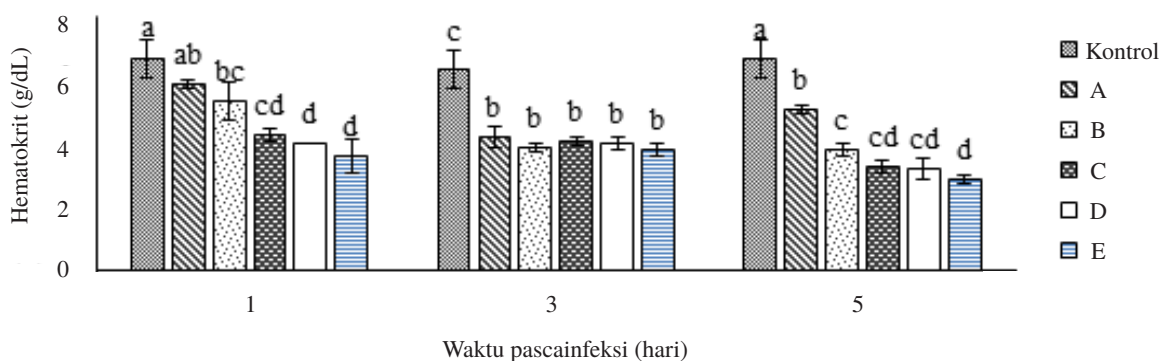 Hematokrit (g/dL)
8
6
4
2
0
a
ab
bc
cd
d
d
c
b
b
b
b
b
a
b
c
cd
cd
d
1
3
5
Waktu pascainfeksi (hari)
Kontrol
A
B
C
D
E